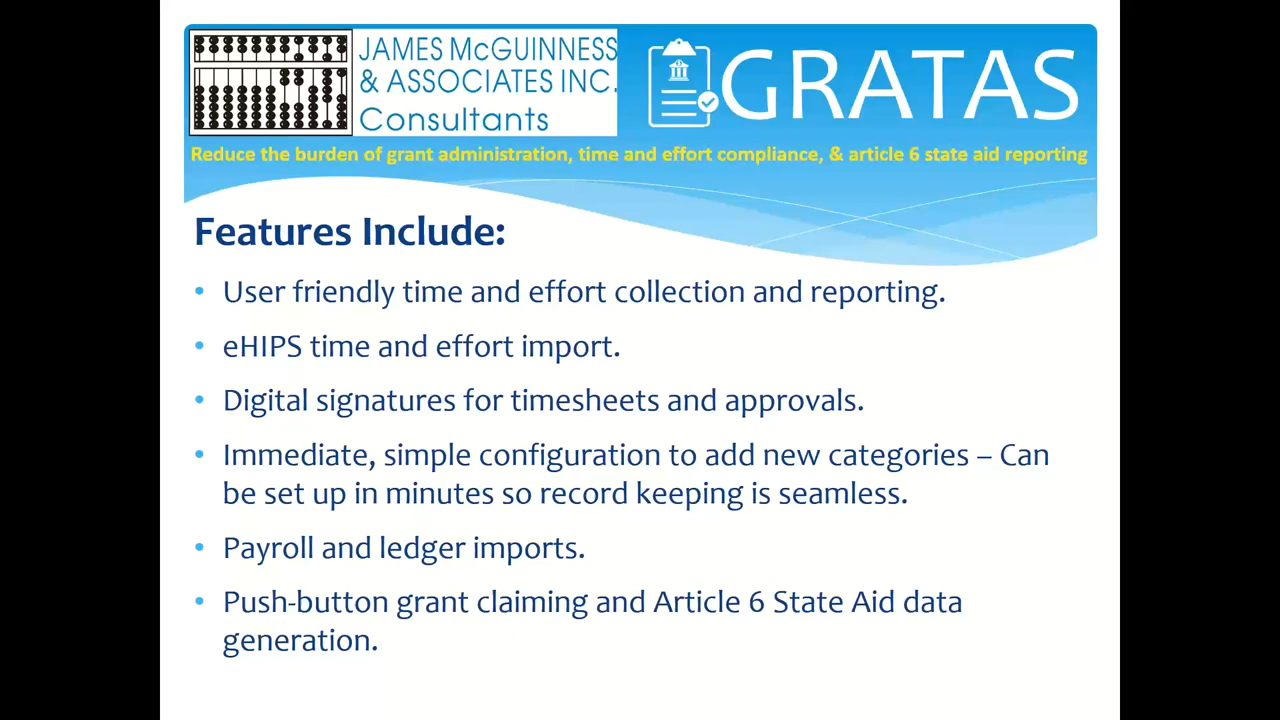 JAMES McGUINNESS
& ASSOCIATES INC.
Consultants
GRATAS
Reduce the burden of grant administration, time and effort compliance, & article 6 state aid reporting
Features Include:
• User friendly time and effort collection and reporting.
• eHIPS time and effort import.
• Digital signatures for timesheets and approvals.
• Immediate, simple configuration to add new categories – Can
be set up in minutes so record keeping is seamless.
• Payroll and ledger imports.
• Push-button grant claiming and Article 6 State Aid data
generation.